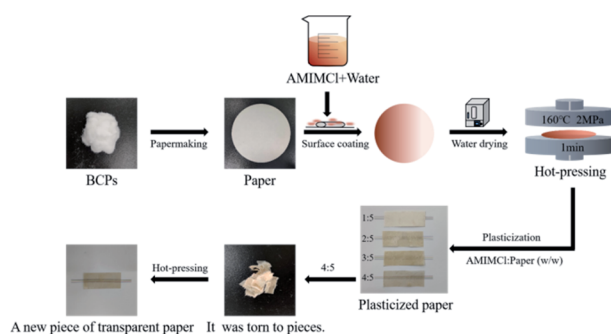 AMIMCl+Water
Papermaking
Surface coating
Water drying
160℃ 2MPa
1min
BCPs
Paper
Hot-pressing
1:5
2:5
3:5
4:5
Plasticization
AMIMCl:Paper (w/w)
Hot-pressing
4:5
Plasticized paper
A new piece of transparent paper
It was torn to pieces.